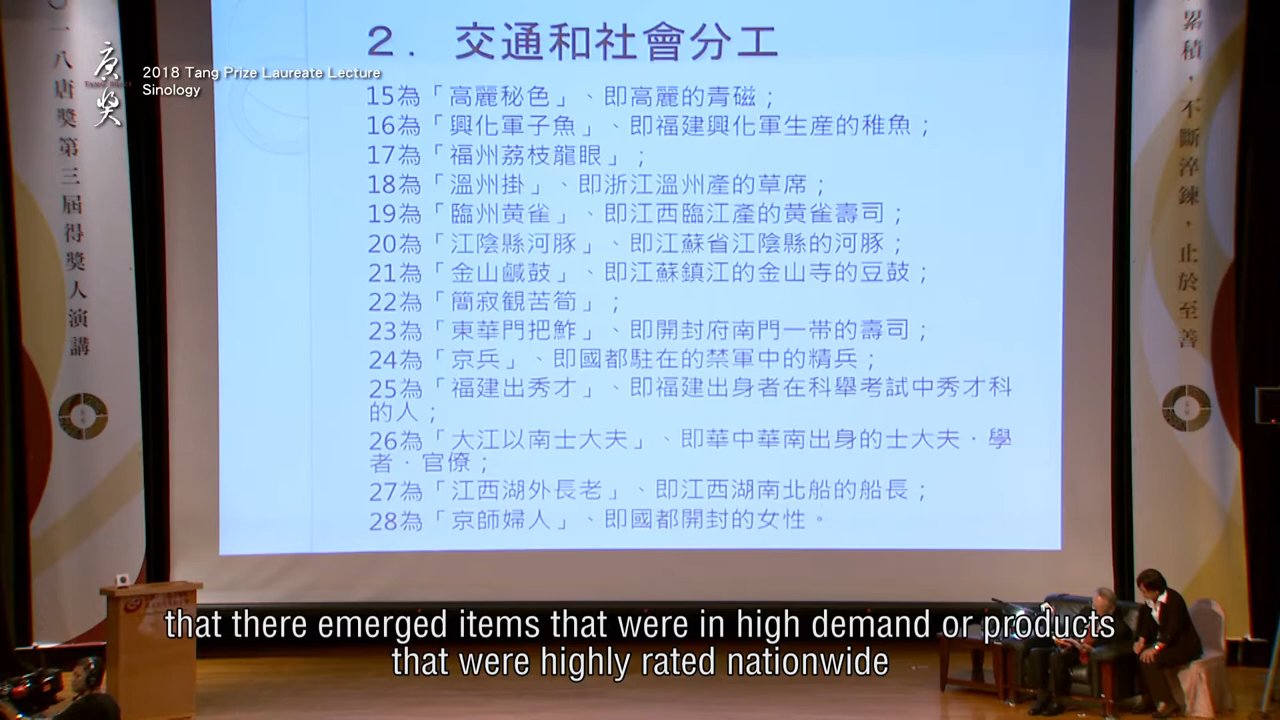 2．交通和社會分工
庚奬
2018 Tang Prize Laureate Lecture
Sinology
15為「高麗秘色」、即高麗的青磁；
16為「興化軍子魚」、即福建興化軍生産的稚魚；
17為「福州荔枝龍眼」；
18為「溫州掛」、即浙江溫州產的草席；
19為「臨州黄雀」、即江西臨江產的黄雀壽司；
20為「江陰縣河豚」、即江蘇省江陰縣的河豚；
21為「金山鹹鼓」、即江蘇鎮江的金山寺的豆鼓；
22為「簡寂観苦筍」；
23為「東華門把鮓」、即開封府南門一帶的壽司；
24為「京兵」、即國都駐在的禁軍中的精兵；
25為「福建出秀才」、即福建出身者在科舉考試中秀才科
的人；
26為「大江以南士大夫」、即華中華南出身的士大夫·學
者·官僚；
27為「江西湖外長老」、即江西湖南北船的船長；
28為「京師婦人」、即國都開封的女性。
一八唐獎第三屆得獎人演講
累積，不斷淬鍊，止於至善
that there emerged items that were in high demand or products
that were highly rated nationwide